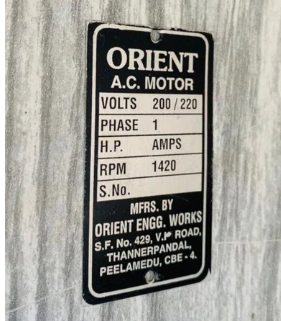 ORIENT
A.C. MOTOR
VOLTS 200/220
PHASE 1
H.P. AMPS
RPM 1420
S.No.
MFRS. BY
ORIENT ENGG. WORKS
S.F. No. 429, V.P ROAD,
THANNERPANDAL,
PEELAMEDU, CBE - 4.